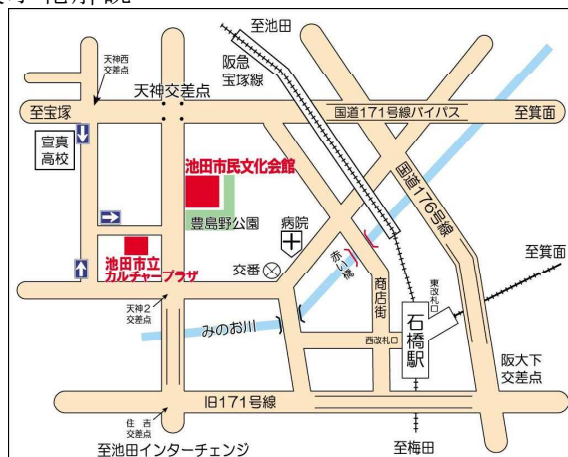 至池田
天神西
交差点
阪急
宝塚線
天神交差点
至宝塚
国道171号線バイパス
至箕面
宣真
高校
池田市民文化会館
国道176号線
豊島野公園
病院
至箕面
池田市立
カルチャープラザ
交番
赤い橋
商店街
東改札口
天神2
交差点
みのお川
石橋駅
西改札口
阪大下
交差点
旧171号線
住吉
交差点
至池田インターチェンジ
至梅田